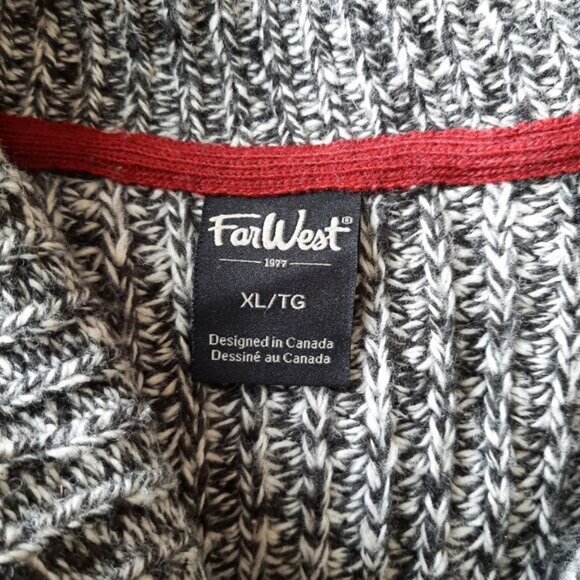 FarWest®
1977
XL/TG
Designed in Canada
Dessiné au Canada